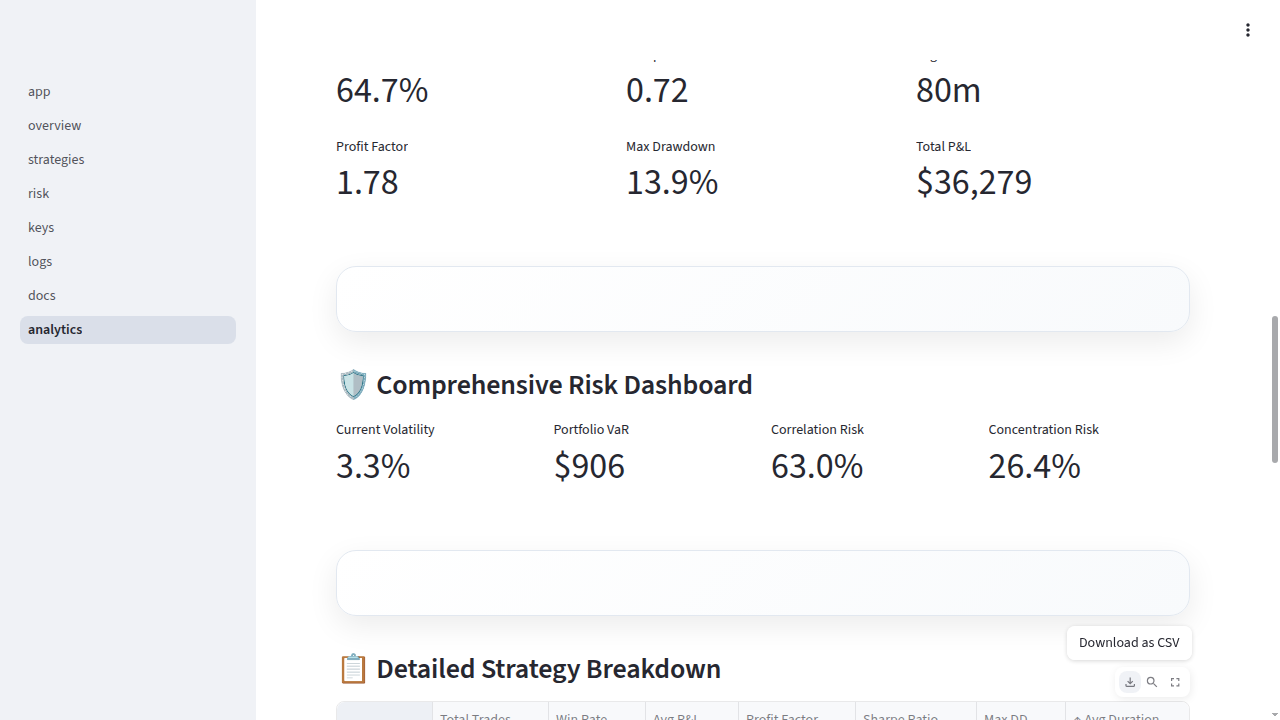 app
overview
strategies
risk
keys
logs
docs
analytics
64.7%
0.72
80m
Profit Factor
Max Drawdown
Total P&L
1.78
13.9%
$36,279
Comprehensive Risk Dashboard
Current Volatility
Portfolio VaR
Correlation Risk
Concentration Risk
3.3%
$906
63.0%
26.4%
Download as CSV
Detailed Strategy Breakdown
Total Trades
Win Rate
Avg P&L
Profit Factor
Sharpe Ratio
Max DD
↑ Avg Duration